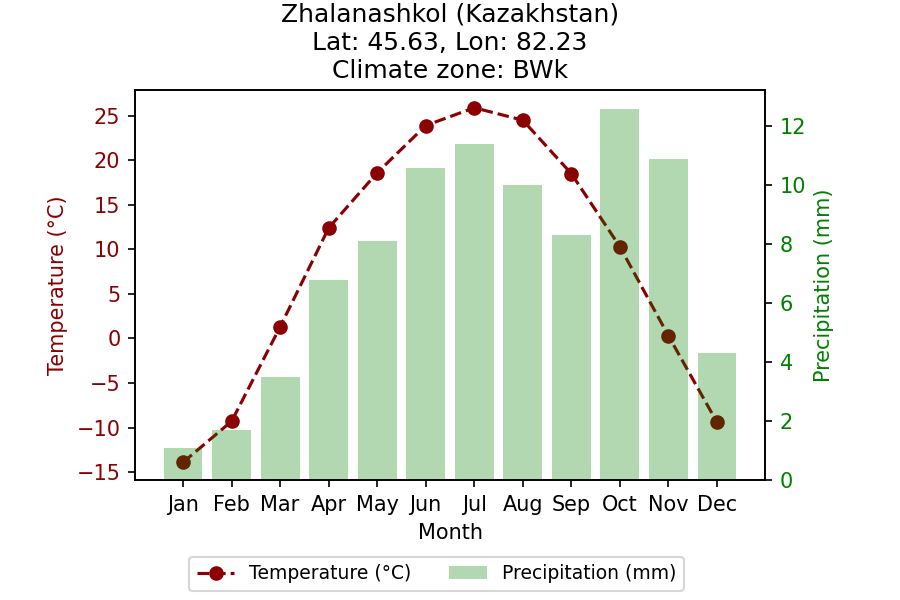 Zhalanashkol (Kazakhstan)
Lat: 45.63, Lon: 82.23
Climate zone: BWk
25
20
15
10
5
0
−5
−10
−15
Temperature (°C)
12
10
8
6
4
2
0
Precipitation (mm)
Jan Feb Mar Apr May Jun Jul Aug Sep Oct Nov Dec
Month
Temperature (°C) Precipitation (mm)